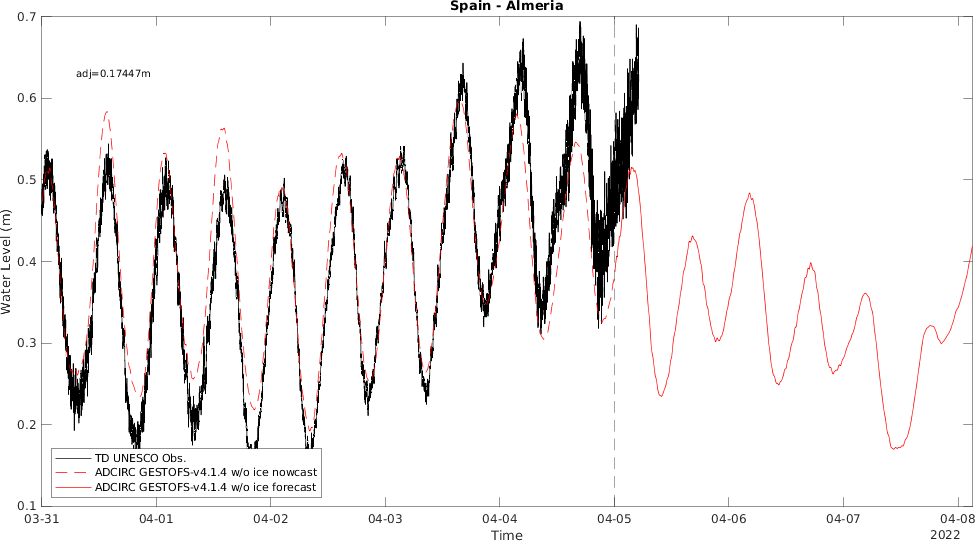 Spain - Almeria
0.7
adj=0.17447m
0.6
0.5
0.4
0.3
0.2
0.1
Water Level (m)
TD UNESCO Obs.
ADCIRC GESTOFS-v4.1.4 w/o ice nowcast
ADCIRC GESTOFS-v4.1.4 w/o ice forecast
03-31 04-01 04-02 04-03 04-04 04-05 04-06 04-07 04-08
Time
2022